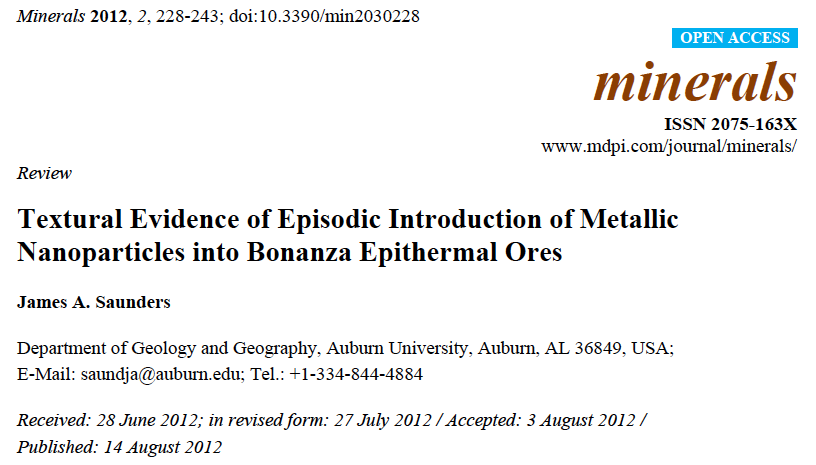 Minerals 2012, 2, 228-243; doi:10.3390/min2030228
OPEN ACCESS
minerals
ISSN 2075-163X
www.mdpi.com/journal/minerals/
Review
Textural Evidence of Episodic Introduction of Metallic
Nanoparticles into Bonanza Epithermal Ores
James A. Saunders
Department of Geology and Geography, Auburn University, Auburn, AL 36849, USA;
E-Mail: saundja@auburn.edu; Tel.: +1-334-844-4884
Received: 28 June 2012; in revised form: 27 July 2012 / Accepted: 3 August 2012 /
Published: 14 August 2012